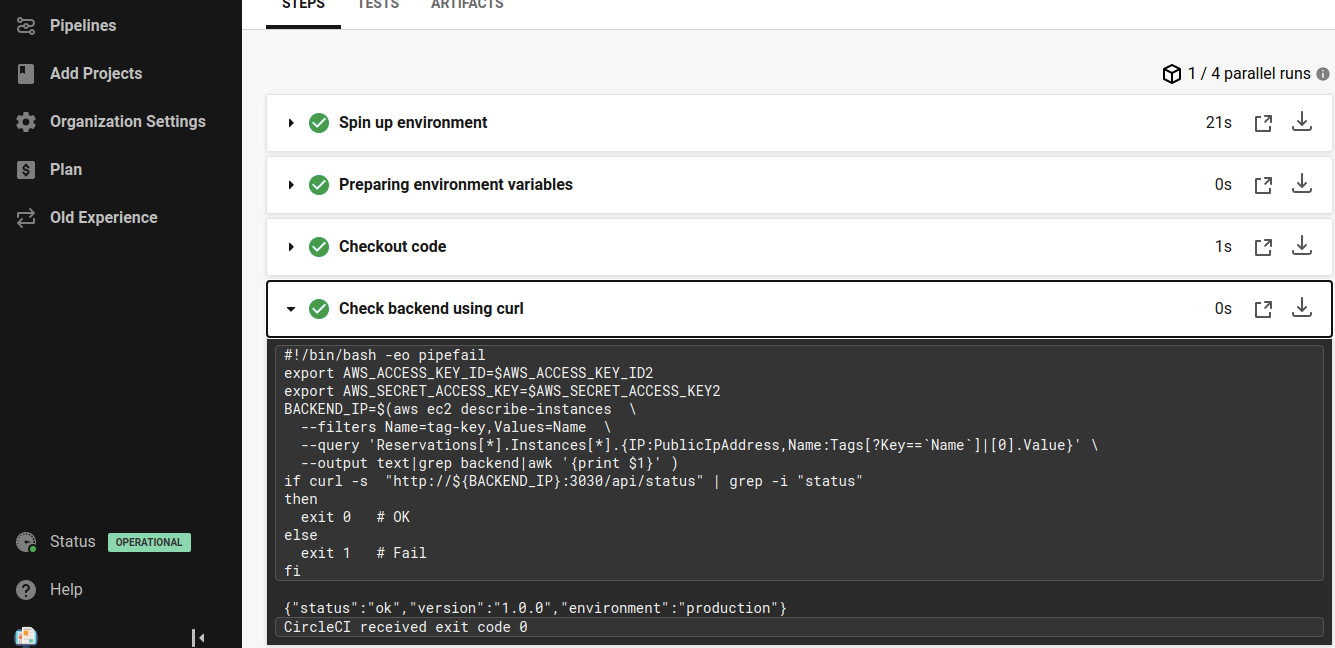 STEPS
TESTS
ARTIFACTS
Pipelines
Add Projects
Organization Settings
Plan
Old Experience
Status OPERATIONAL
Help
1 / 4 parallel runs
Spin up environment 21s
Preparing environment variables 0s
Checkout code 1s
Check backend using curl 0s
#!/bin/bash -eo pipefail
export AWS_ACCESS_KEY_ID=$AWS_ACCESS_KEY_ID2
export AWS_SECRET_ACCESS_KEY=$AWS_SECRET_ACCESS_KEY2
BACKEND_IP=$(aws ec2 describe-instances  \
  --filters Name=tag-key,Values=Name  \
  --query 'Reservations[*].Instances[*].{IP:PublicIpAddress,Name:Tags[?Key==`Name`]|[0].Value}' \
  --output text|grep backend|awk '{print $1}' )
if curl -s  "http://${BACKEND_IP}:3030/api/status" | grep -i "status"
then
  exit 0   # OK
else
  exit 1   # Fail
fi
{"status":"ok","version":"1.0.0","environment":"production"}
CircleCI received exit code 0